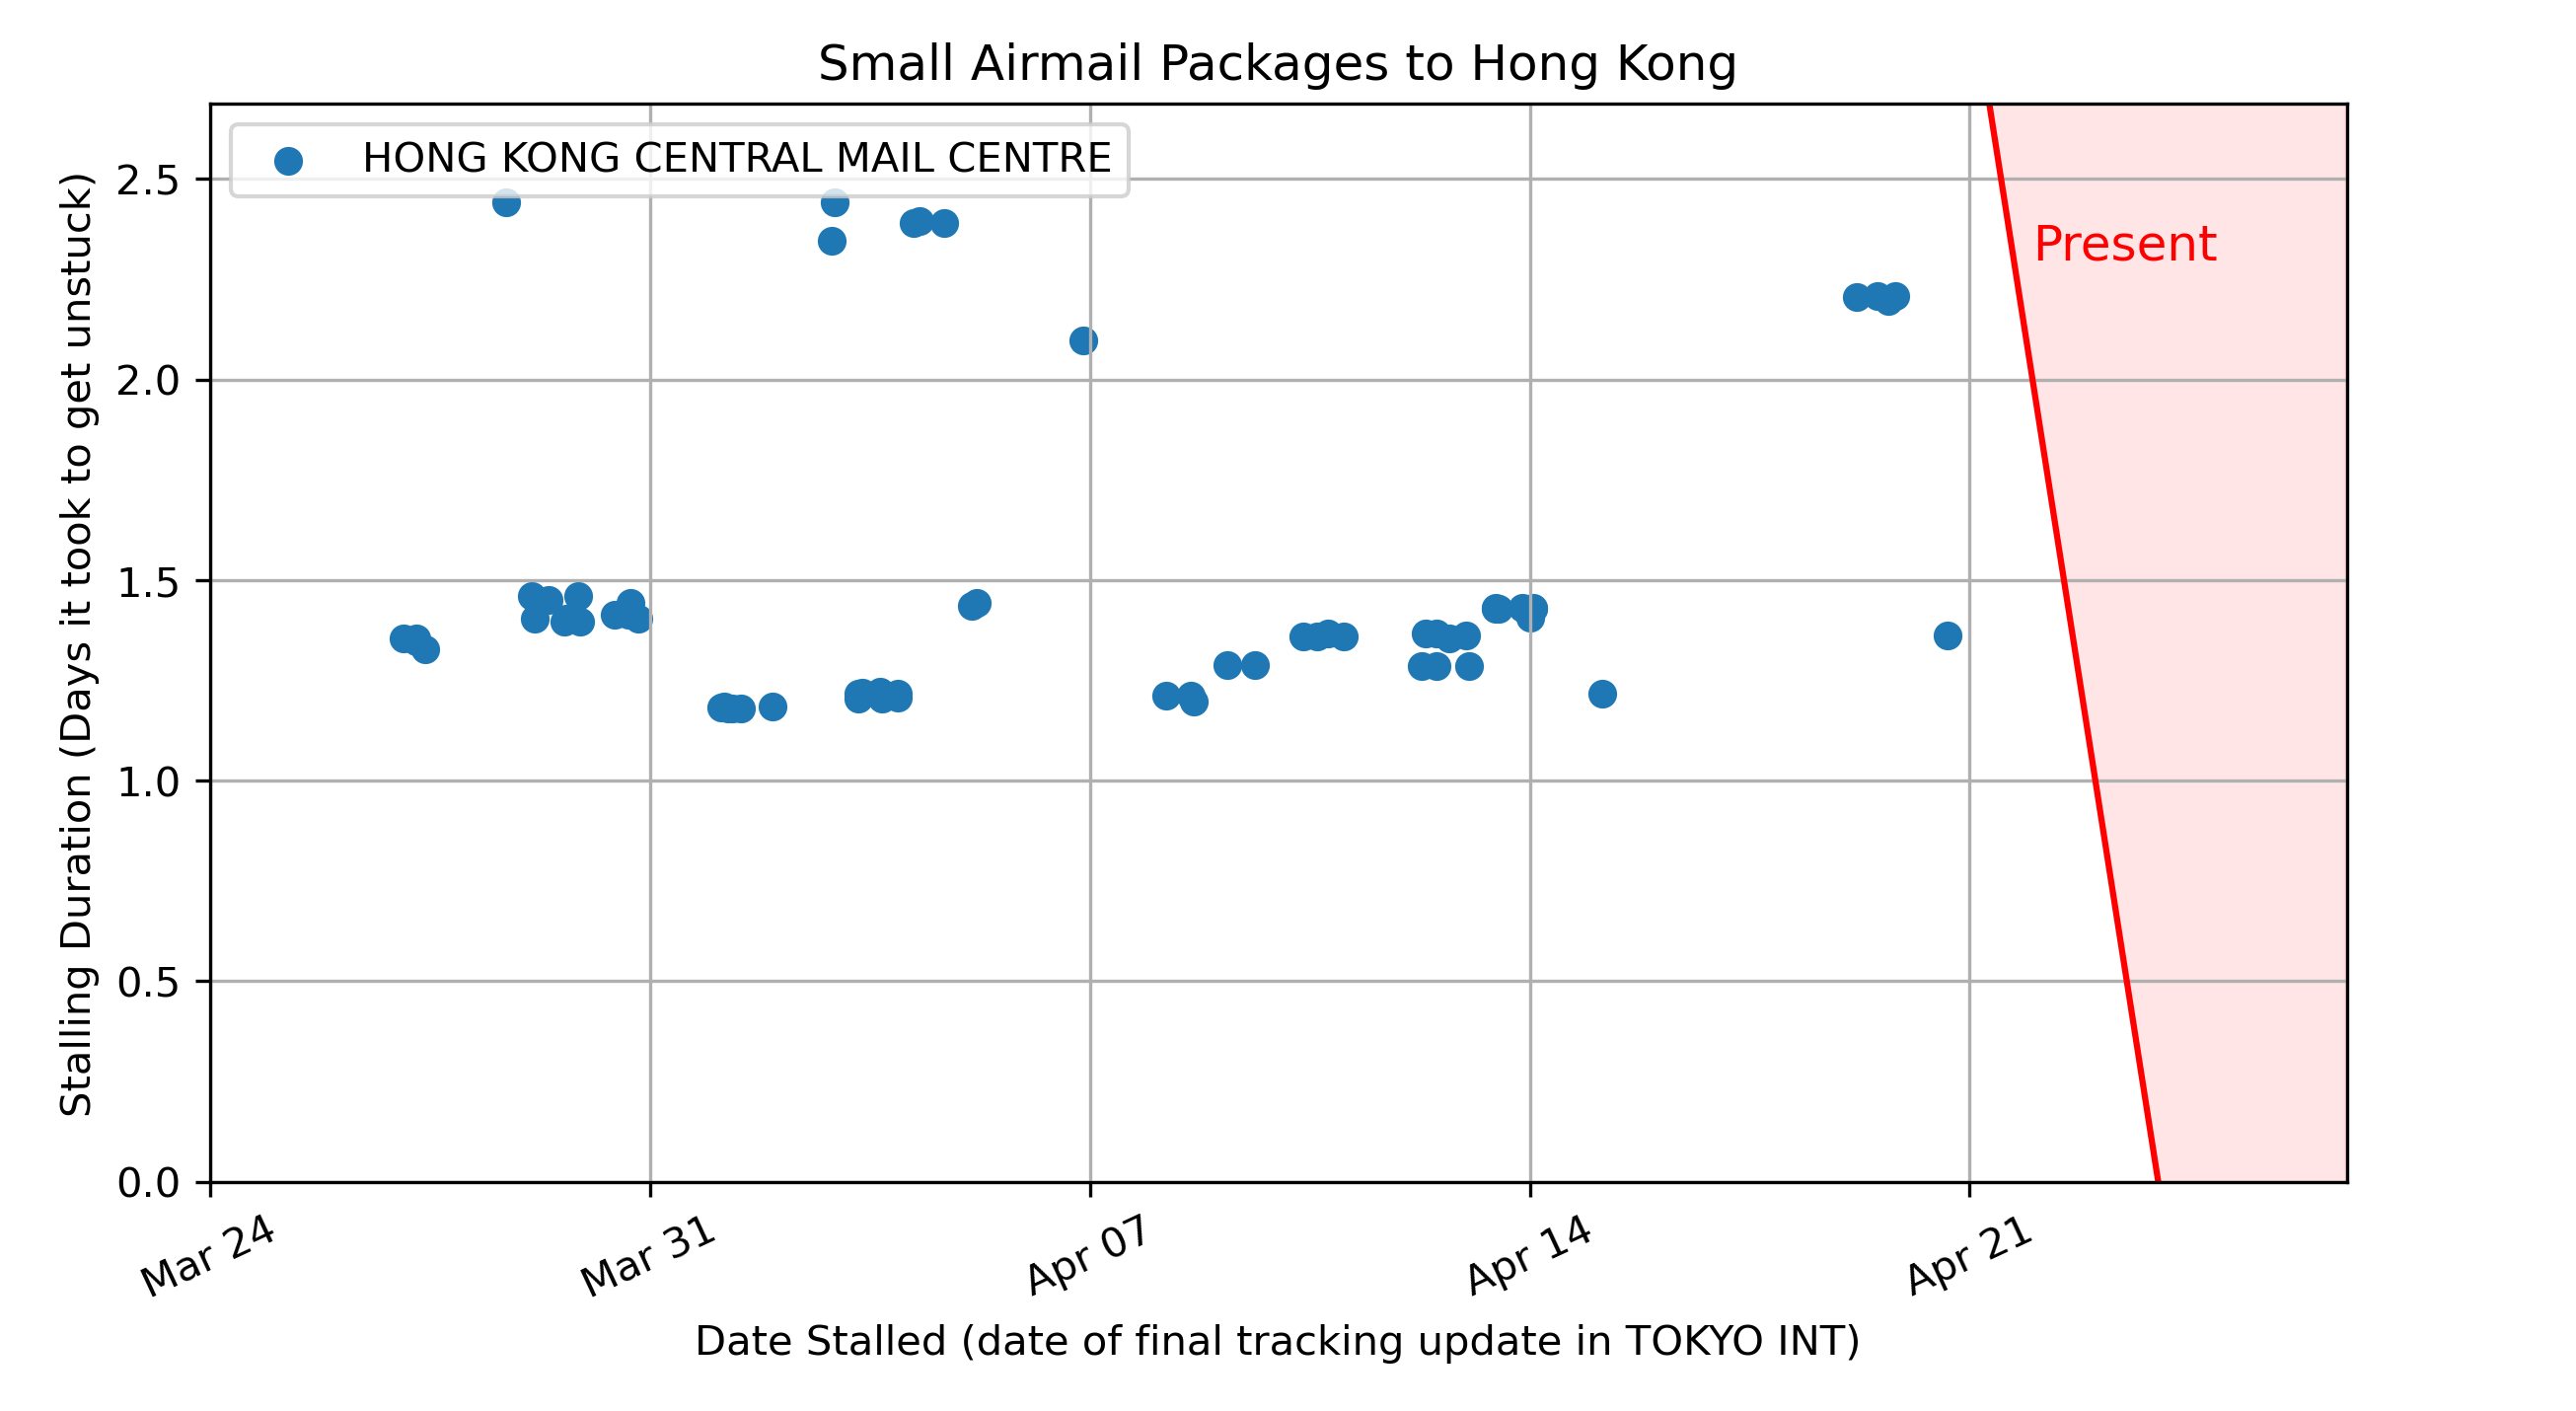 Small Airmail Packages to Hong Kong
HONG KONG CENTRAL MAIL CENTRE
Present
Stalling Duration (Days it took to get unstuck)
2.5
2.0
1.5
1.0
0.5
0.0
Mar 24
Mar 31
Apr 07
Apr 14
Apr 21
Date Stalled (date of final tracking update in TOKYO INT)